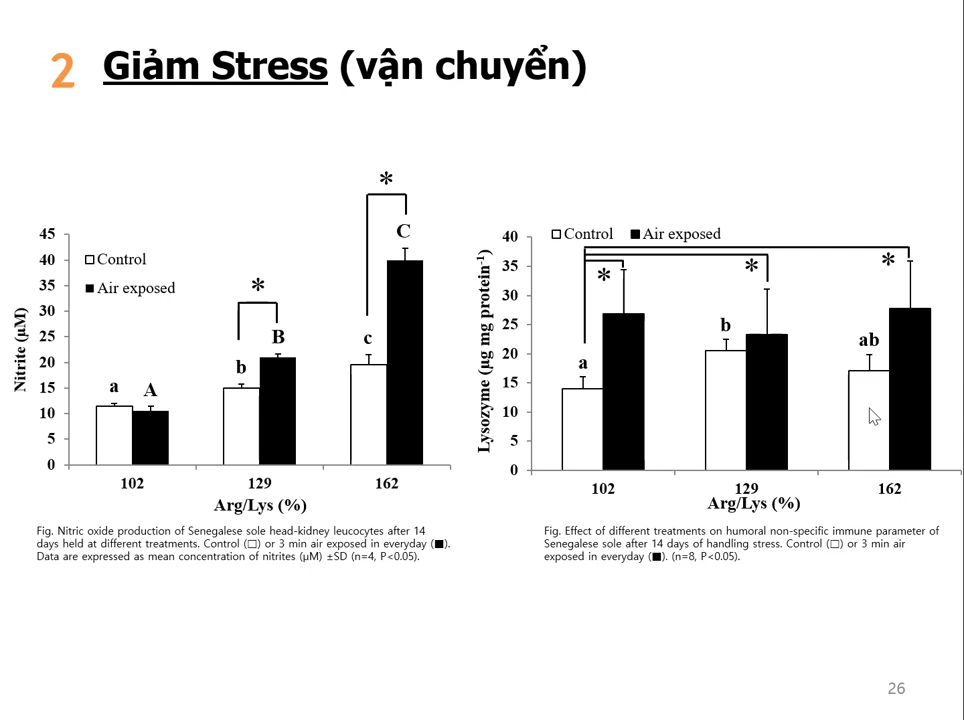 2 Giảm Stress (vận chuyển)
*
45
40
35
30
25
20
15
10
5
0
Nitrite (µM)
Control
Air exposed
a
A
*
b
B
c
C
102
129
162
Arg/Lys (%)
Fig. Nitric oxide production of Senegalese sole head-kidney leucocytes after 14
days held at different treatments. Control (□) or 3 min air exposed in everyday (■).
Data are expressed as mean concentration of nitrites (µM) ±SD (n=4, P<0.05).
40
35
30
25
20
15
10
5
0
Lysozyme (µg mg protein-1)
Control
Air exposed
*
*
*
a
b
ab
102
129
162
Arg/Lys (%)
Fig. Effect of different treatments on humoral non-specific immune parameter of
Senegalese sole after 14 days of handling stress. Control (□) or 3 min air
exposed in everyday (■). (n=8, P<0.05).
26